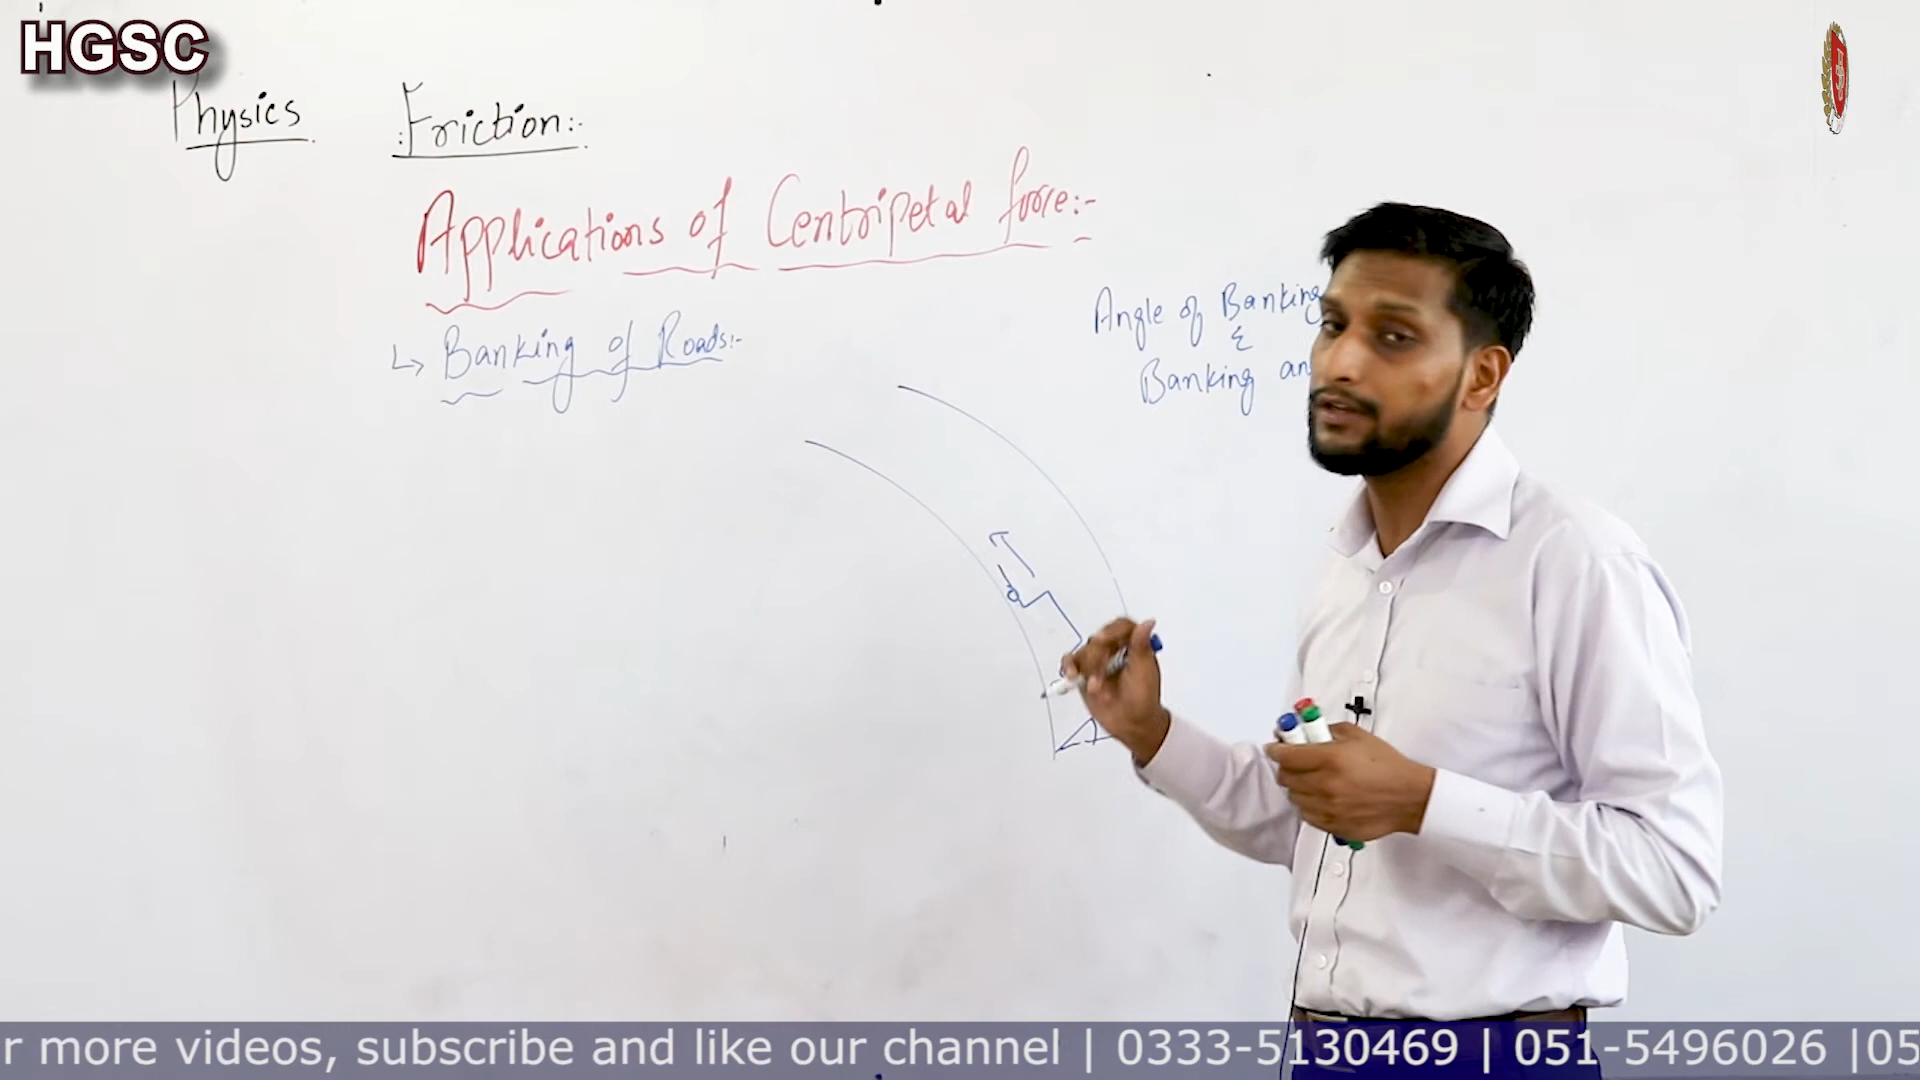 HGSC
Physics Friction:-
Applications of Centripetal force:-
↳ Banking of Roads:-
Angle of Banking
&
Banking an
r more videos, subscribe and like our channel | 0333-5130469 | 051-5496026 |05